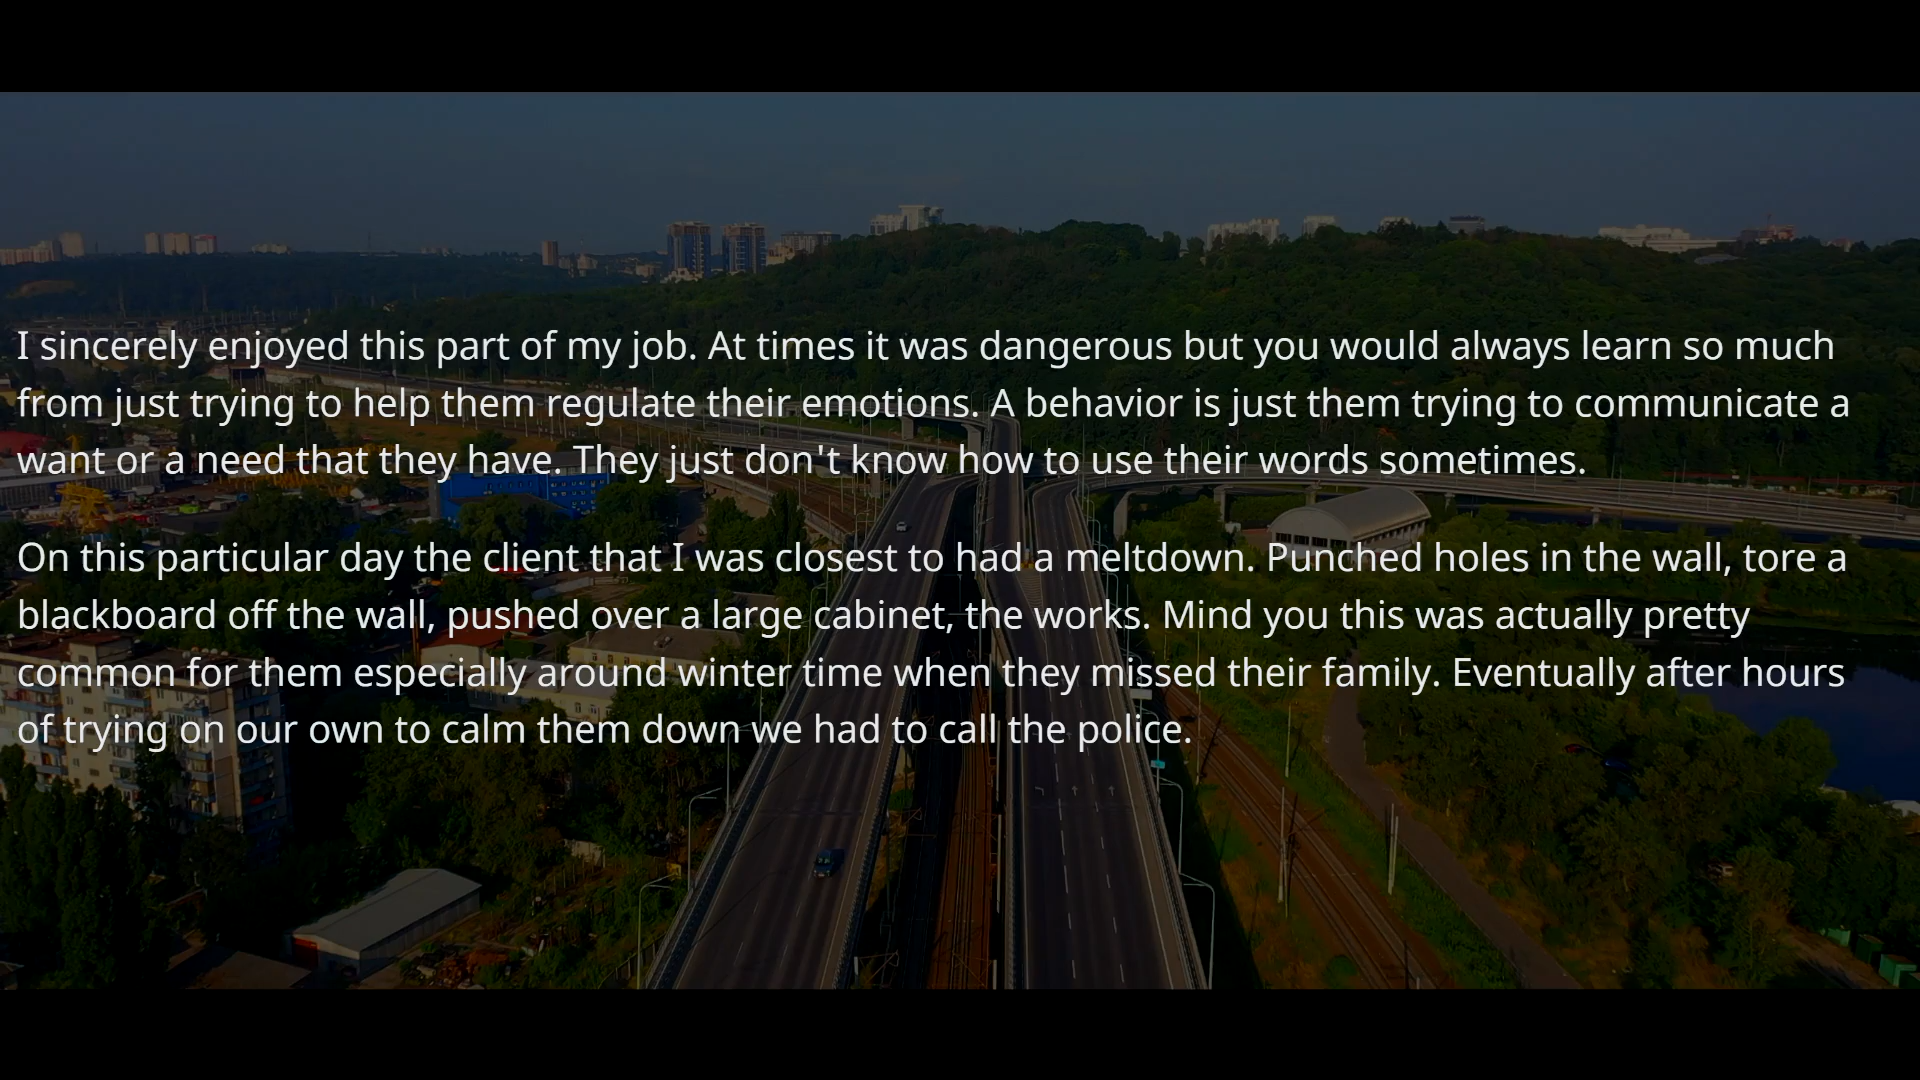 I sincerely enjoyed this part of my job. At times it was dangerous but you would always learn so much
from just trying to help them regulate their emotions. A behavior is just them trying to communicate a
want or a need that they have. They just don't know how to use their words sometimes.
On this particular day the client that I was closest to had a meltdown. Punched holes in the wall, tore a
blackboard off the wall, pushed over a large cabinet, the works. Mind you this was actually pretty
common for them especially around winter time when they missed their family. Eventually after hours
of trying on our own to calm them down we had to call the police.